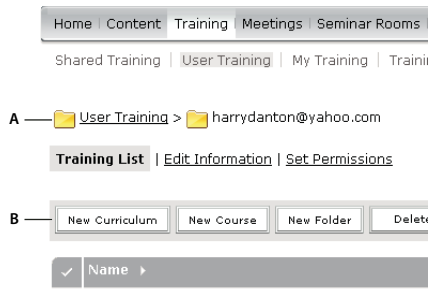 Home | Content | Training | Meetings | Seminar Rooms
Shared Training | User Training | My Training |
A User Training > harrydanton@yahoo.com
Training List | Edit Information | Set Permissions
B New Curriculum New Course New Folder
Name